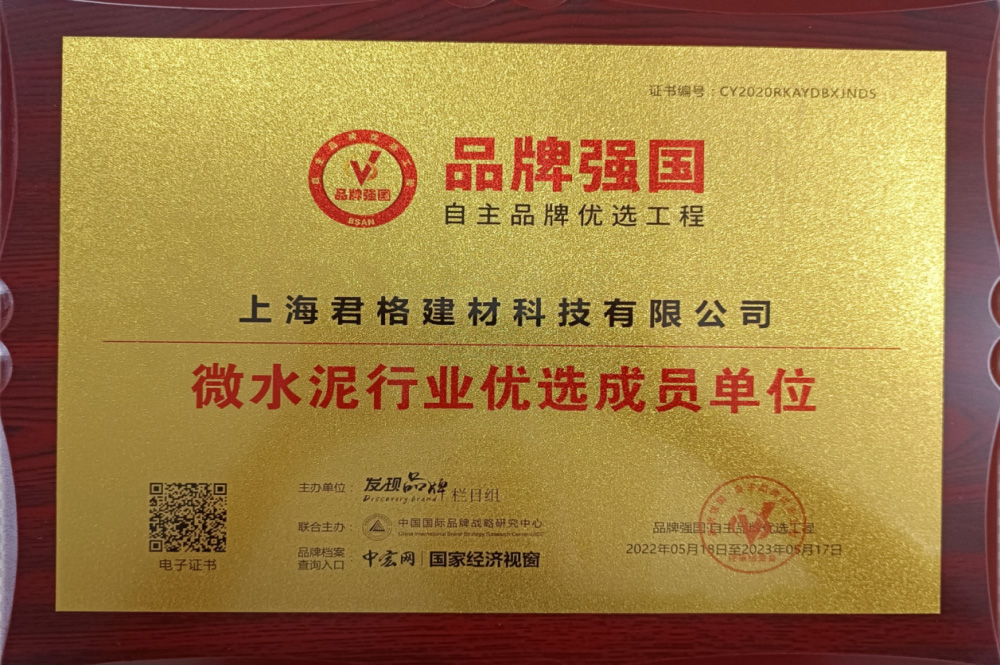 证书编号：CY2020RKAYDBXJND5
品牌强国
BSAN
品牌强国
自主品牌优选工程
上海君格建材科技有限公司
微水泥行业优选成员单位
电子证书
主办单位：发现品牌栏目组
Discovery.brand
联合主办：中国国际品牌战略研究中心
品牌档案
查询入口：中宏网|国家经济视窗
品牌强国 自主品牌优选工程
2022年05月18日至2023年05月17日